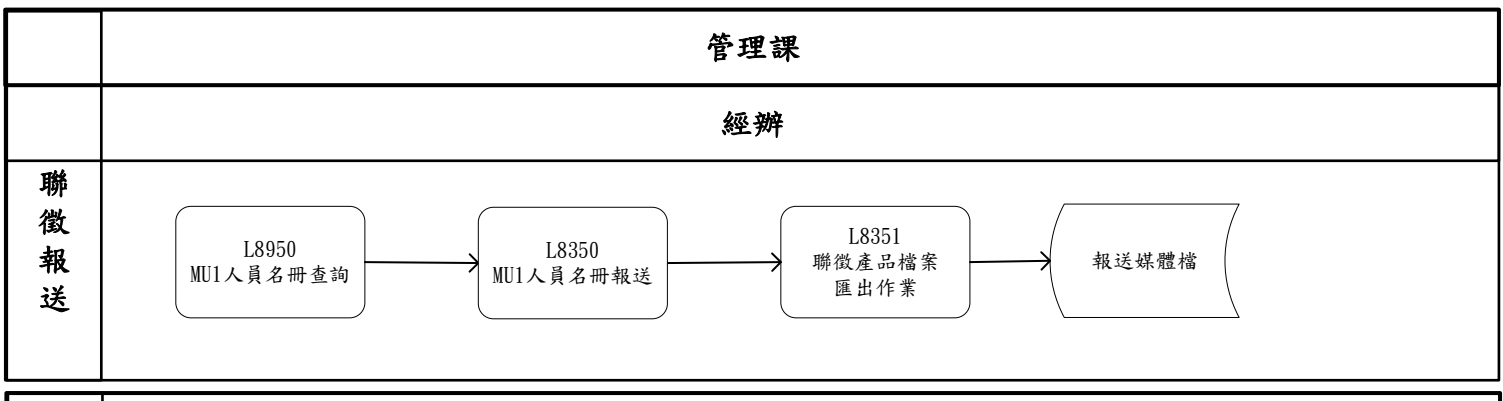 管理課
經辦
聯
徵
報
送
L8950
MU1人員名冊查詢
L8350
MU1人員名冊報送
L8351
聯徵產品檔案
匯出作業
報送媒體檔